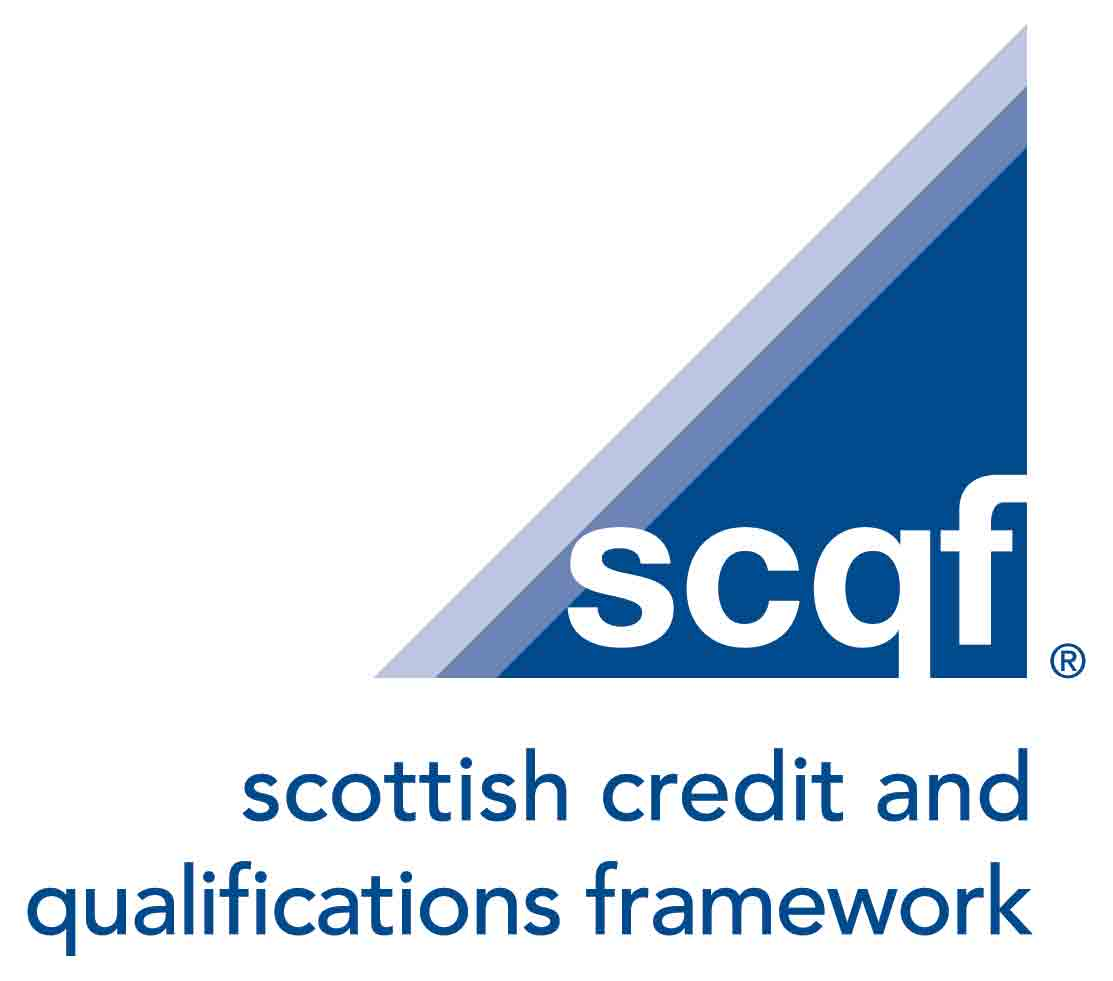 scqf ®
scottish credit and
qualifications framework